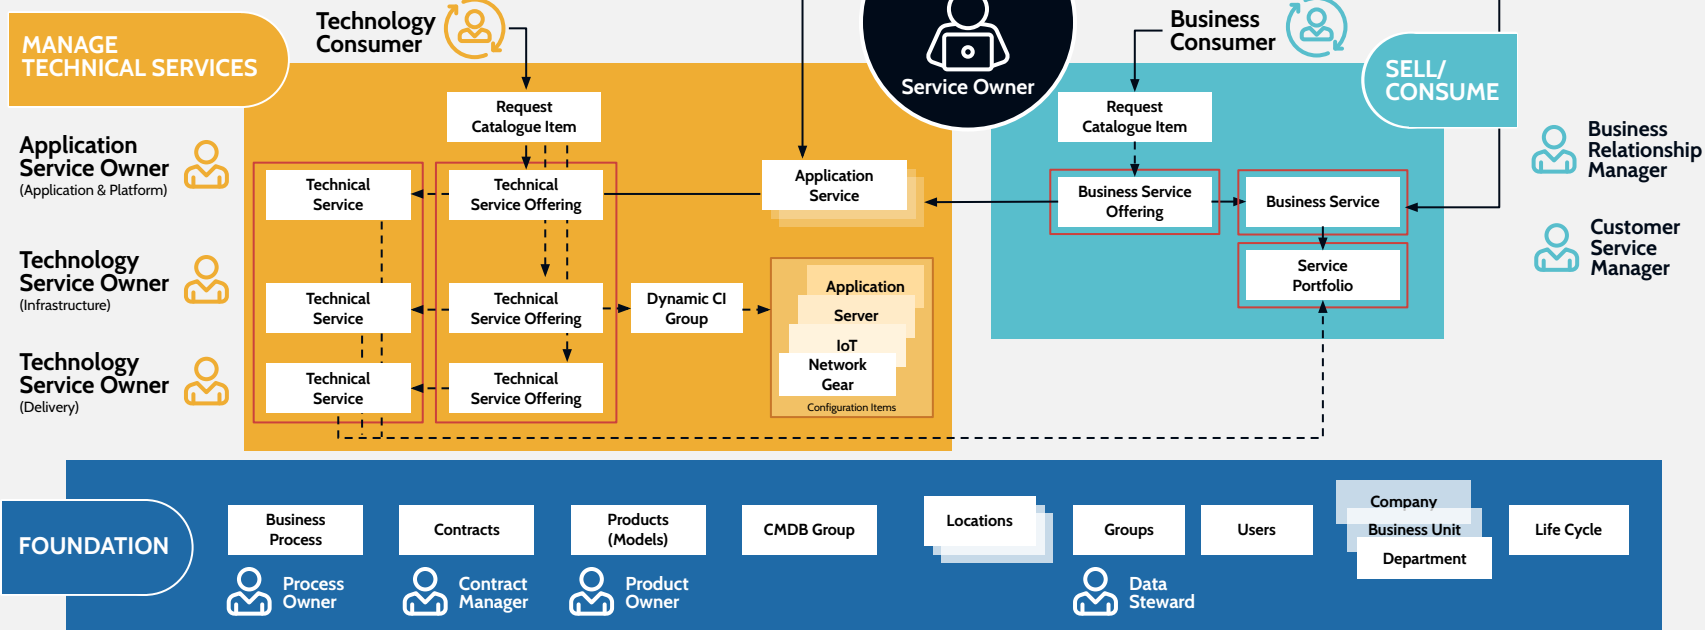 MANAGE
TECHNICAL SERVICES
Technology
Consumer
Service Owner
Business
Consumer
SELL/
CONSUME
Application
Service Owner
(Application & Platform)
Technology
Service Owner
(Infrastructure)
Technology
Service Owner
(Delivery)
Request
Catalogue Item
Technical
Service
Technical
Service Offering
Application
Service
Technical
Service
Technical
Service Offering
Dynamic CI
Group
Application
Server
IoT
Network
Gear
Configuration Items
Technical
Service
Technical
Service Offering
Request
Catalogue Item
Business Service
Offering
Business Service
Service
Portfolio
Business
Relationship
Manager
Customer
Service
Manager
FOUNDATION
Business
Process
Contracts
Products
(Models)
CMDB Group
Locations
Groups
Users
Company
Business Unit
Department
Life Cycle
Process
Owner
Contract
Manager
Product
Owner
Data
Steward